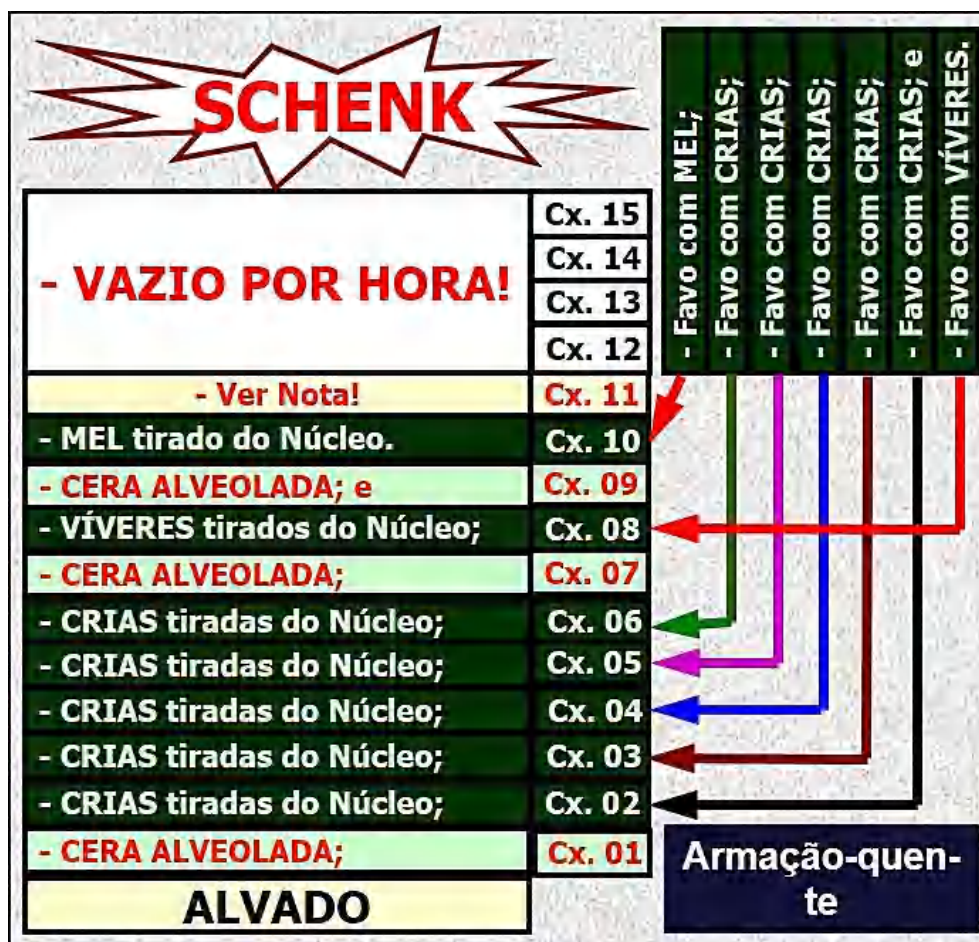 SCHENK
- Favo com MEL;
- Favo com CRIAS;
- Favo com CRIAS;
- Favo com CRIAS;
- Favo com CRIAS;
- Favo com CRIAS; e
- Favo com VÍVERES.
- VAZIO POR HORA!
Cx. 15
Cx. 14
Cx. 13
Cx. 12
- Ver Nota! Cx. 11
- MEL tirado do Núcleo. Cx. 10
- CERA ALVEOLADA; e Cx. 09
- VÍVERES tirados do Núcleo; Cx. 08
- CERA ALVEOLADA; Cx. 07
- CRIAS tiradas do Núcleo; Cx. 06
- CRIAS tiradas do Núcleo; Cx. 05
- CRIAS tiradas do Núcleo; Cx. 04
- CRIAS tiradas do Núcleo; Cx. 03
- CRIAS tiradas do Núcleo; Cx. 02
- CERA ALVEOLADA; Cx. 01
ALVADO
Armação-quen-
te